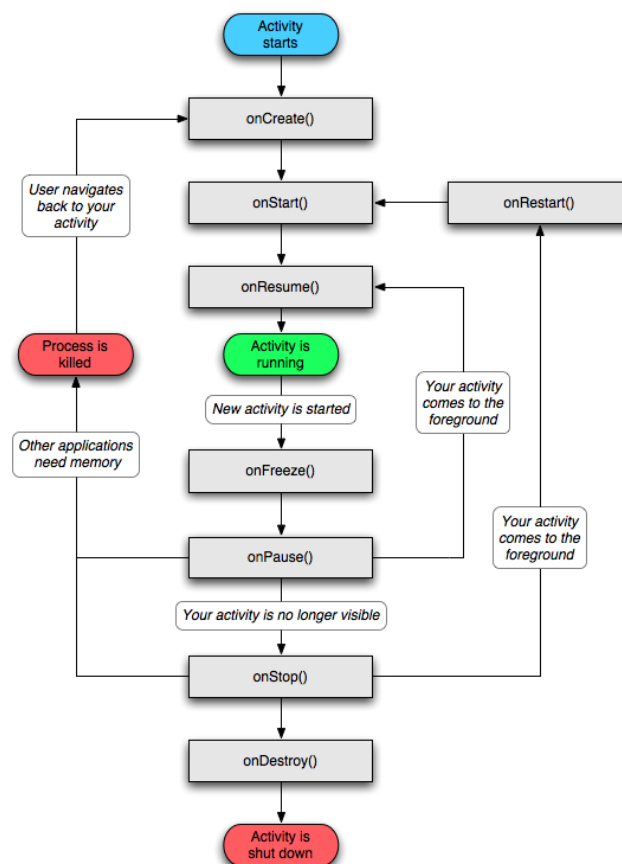 Activity
starts
onCreate()
User navigates
back to your
activity
onStart()
onRestart()
onResume()
Process is
killed
Activity is
running
Your activity
comes to the
foreground
New activity is started
Other applications
need memory
onFreeze()
Your activity
comes to the
foreground
onPause()
Your activity is no longer visible
onStop()
onDestroy()
Activity is
shut down